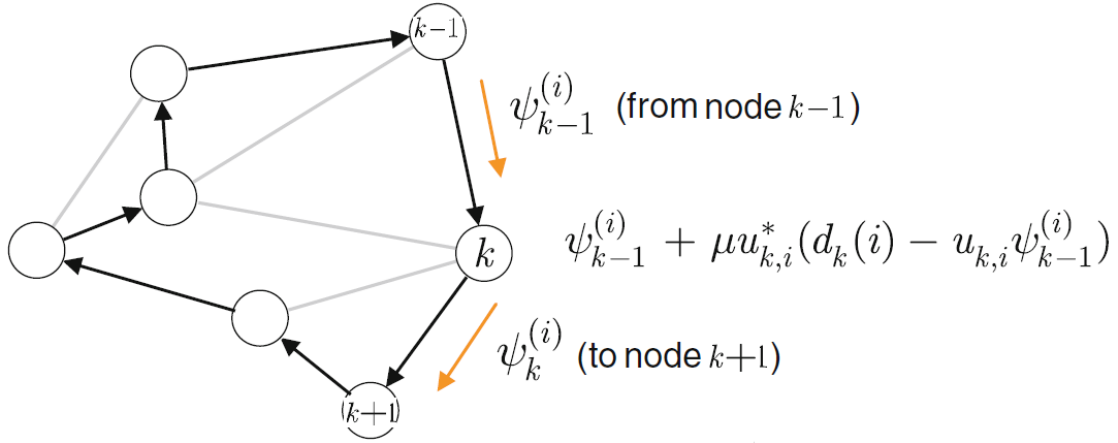 k−1
ψ_{k−1}^{(i)} (from node k−1)
k
ψ_{k−1}^{(i)} + μu_{k,i}^{*}(d_k(i) − u_{k,i}ψ_{k−1}^{(i)})
ψ_k^{(i)} (to node k+1)
(k+1)